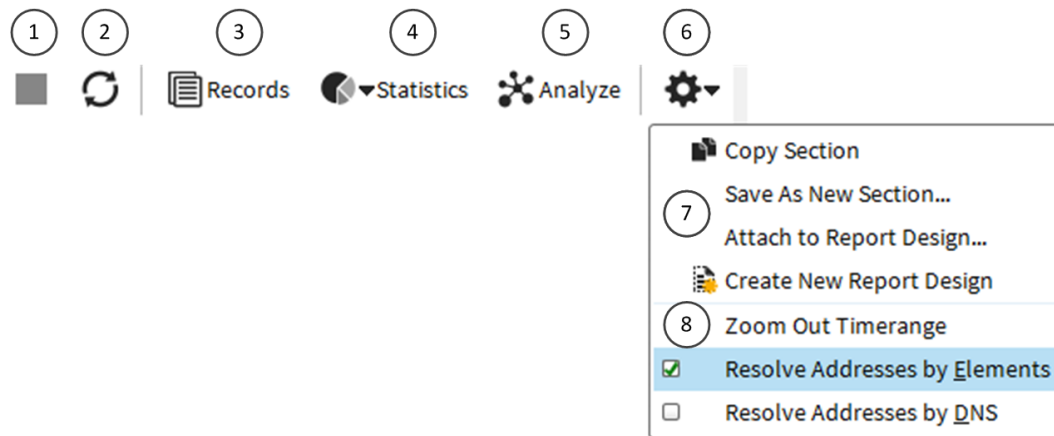 1 2 3 4 5 6
Records Statistics Analyze
Copy Section
Save As New Section...
7
Attach to Report Design...
Create New Report Design
8 Zoom Out Timerange
Resolve Addresses by Elements
Resolve Addresses by DNS